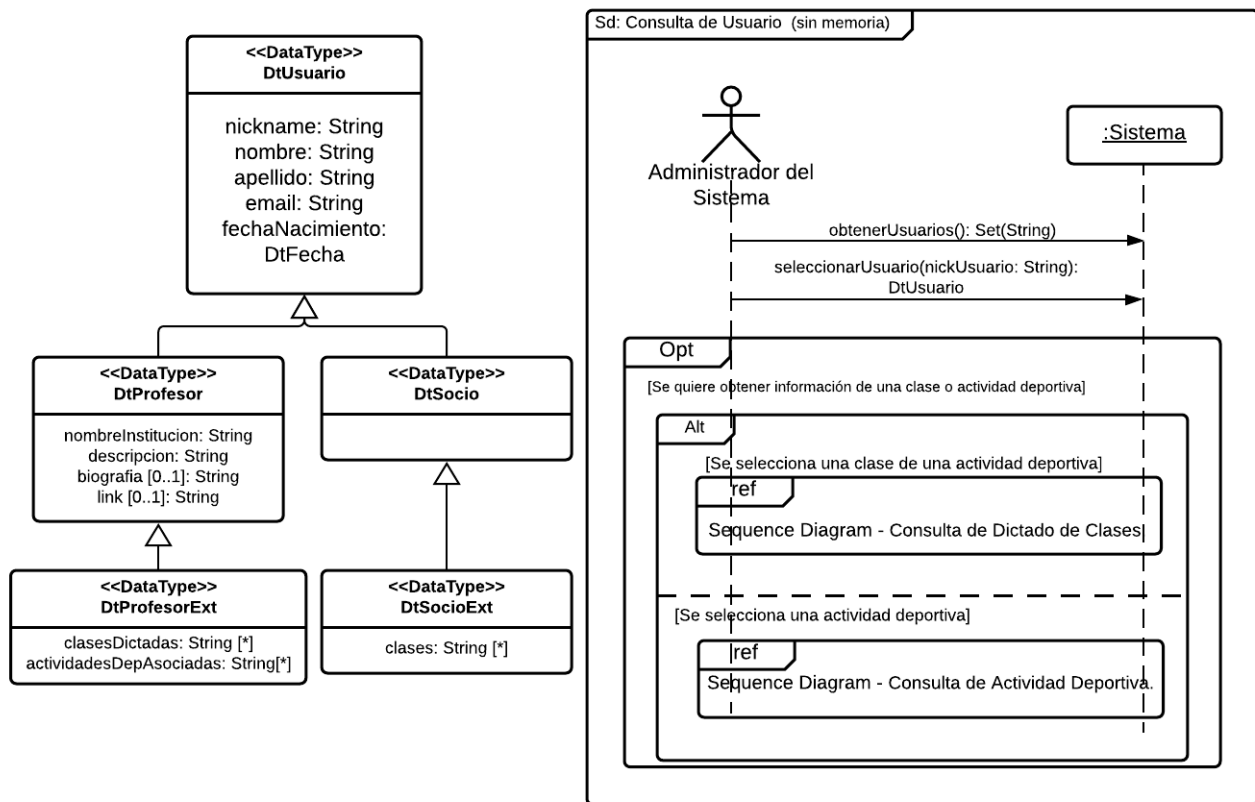 <<DataType>>
DtUsuario
nickname: String
nombre: String
apellido: String
email: String
fechaNacimiento:
DtFecha
<<DataType>>
DtProfesor
nombreInstitucion: String
descripcion: String
biografia [0..1]: String
link [0..1]: String
<<DataType>>
DtSocio
<<DataType>>
DtProfesorExt
clasesDictadas: String [*]
actividadesDepAsociadas: String[*]
<<DataType>>
DtSocioExt
clases: String [*]
Sd: Consulta de Usuario (sin memoria)
Administrador del
Sistema
:Sistema
obtenerUsuarios(): Set(String)
seleccionarUsuario(nickUsuario: String):
DtUsuario
Opt
[Se quiere obtener información de una clase o actividad deportiva]
Alt
[Se selecciona una clase de una actividad deportiva]
ref
Sequence Diagram - Consulta de Dictado de Clases
[Se selecciona una actividad deportiva]
ref
Sequence Diagram - Consulta de Actividad Deportiva.